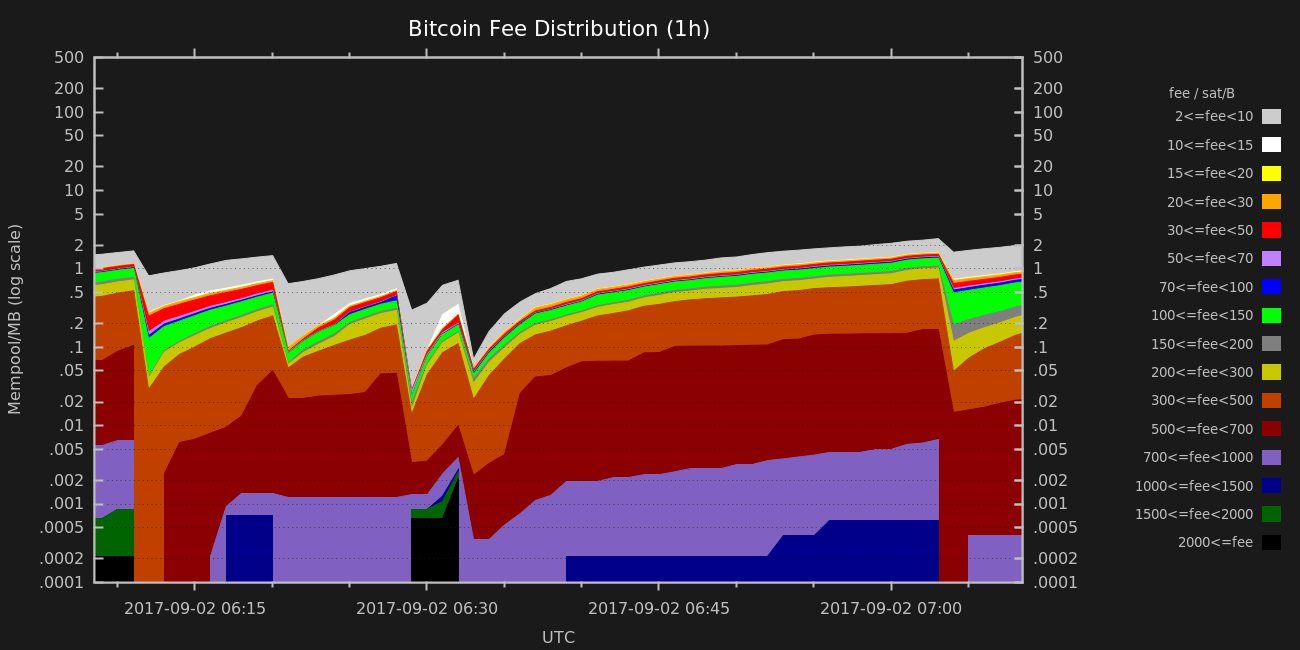 Bitcoin Fee Distribution (1h)
500 500
200 200
100 100
50 50
20 20
10 10
5 5
2 2
1 1
.5 .5
.2 .2
.1 .1
.05 .05
.02 .02
.01 .01
.005 .005
.002 .002
.001 .001
.0005 .0005
.0002 .0002
.0001 .0001
Mempool/MB (log scale)
2017-09-02 06:15 2017-09-02 06:30 2017-09-02 06:45 2017-09-02 07:00
UTC
fee / sat/B
2<=fee<10
10<=fee<15
15<=fee<20
20<=fee<30
30<=fee<50
50<=fee<70
70<=fee<100
100<=fee<150
150<=fee<200
200<=fee<300
300<=fee<500
500<=fee<700
700<=fee<1000
1000<=fee<1500
1500<=fee<2000
2000<=fee